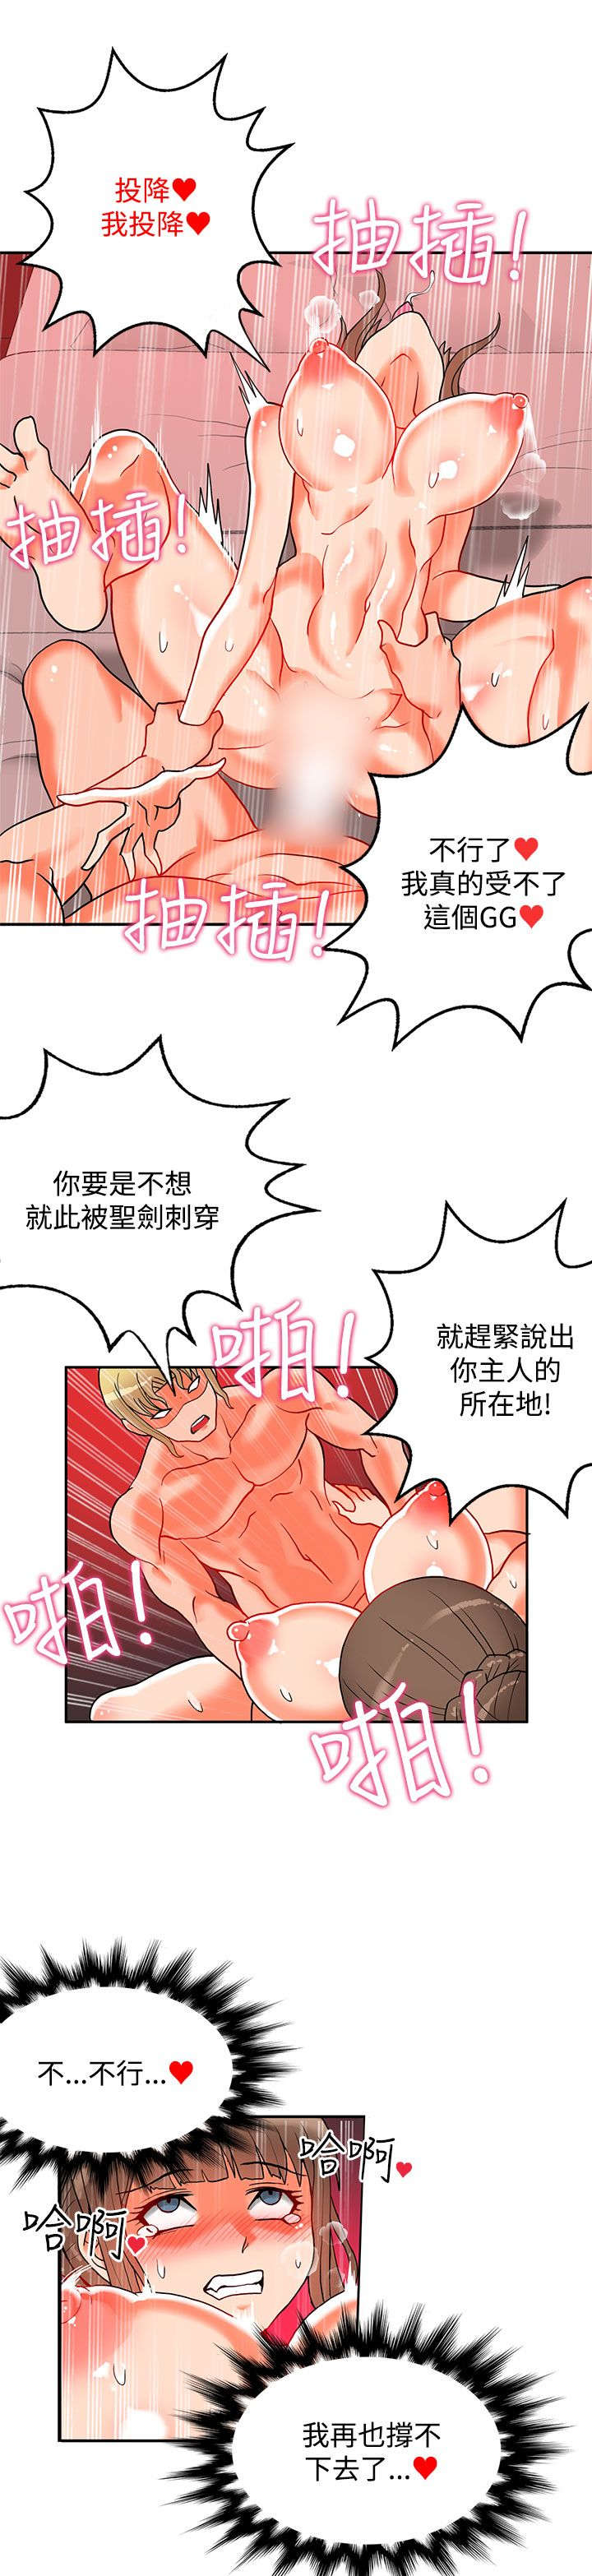 投降♥
我投降♥
抽插!
抽插!
不行了♥
我真的受不了
這個GG♥
抽插!
你要是不想
就此被聖劍刺穿
啪!
就趕緊說出
你主人的
所在地!
啪!
啪!
不...不行...♥
哈啊♥
哈啊♥
我再也撐不
下去了...♥